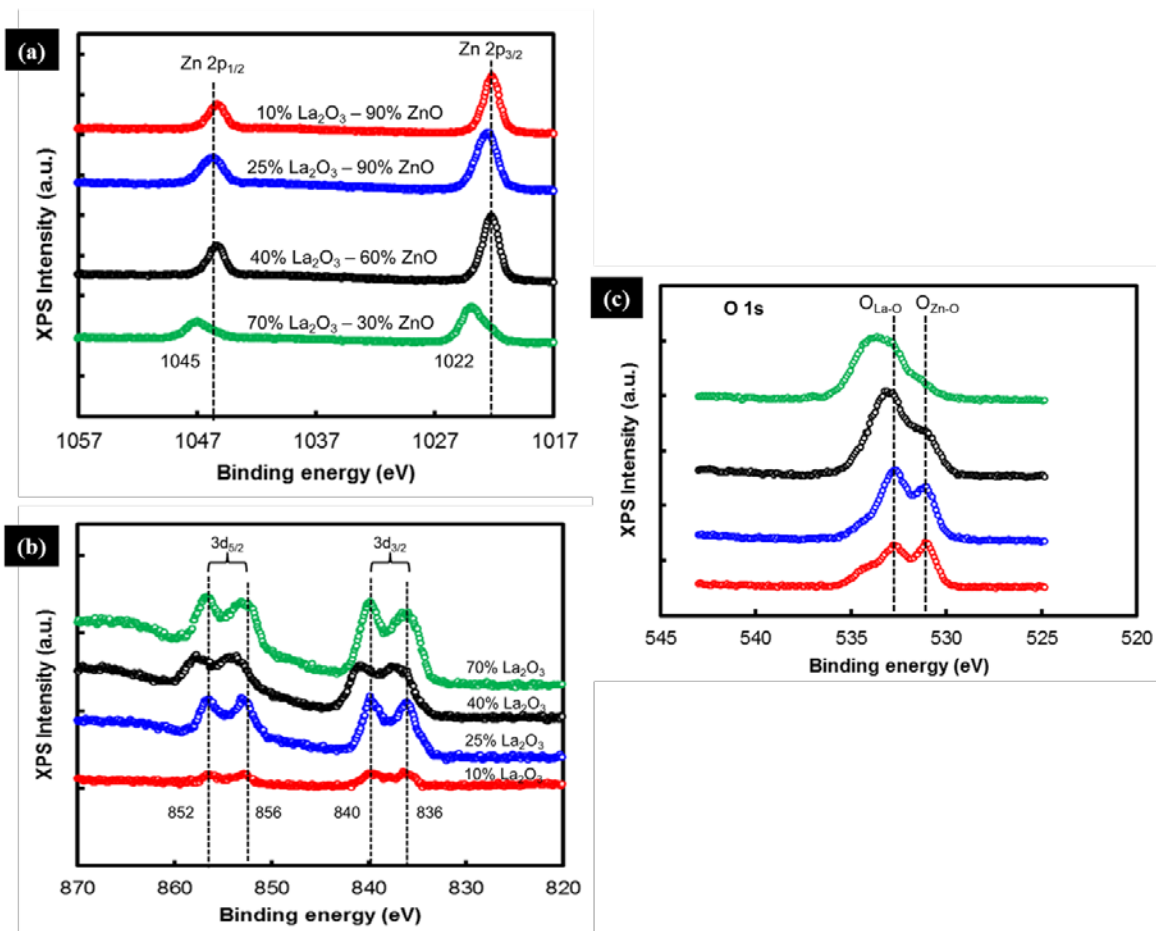 (a)
Zn 2p1/2
Zn 2p3/2
10% La2O3 – 90% ZnO
25% La2O3 – 90% ZnO
40% La2O3 – 60% ZnO
70% La2O3 – 30% ZnO
1045
1022
XPS Intensity (a.u.)
1057 1047 1037 1027 1017
Binding energy (eV)
(b)
3d5/2
3d3/2
70% La2O3
40% La2O3
25% La2O3
10% La2O3
852 856 840 836
XPS Intensity (a.u.)
870 860 850 840 830 820
Binding energy (eV)
(c)
O 1s
OLa-O
OZn-O
XPS Intensity (a.u.)
545 540 535 530 525 520
Binding energy (eV)